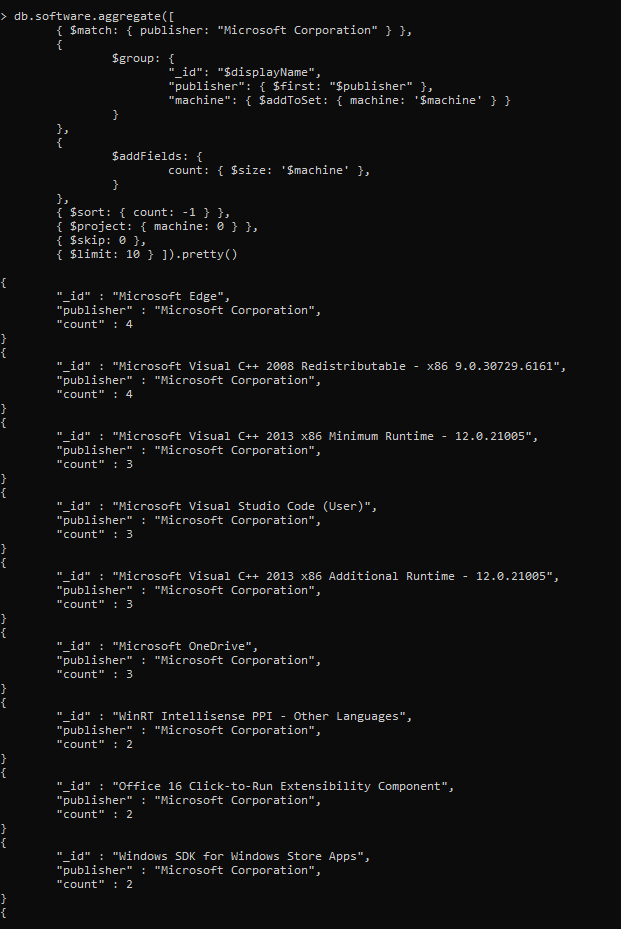 > db.software.aggregate([
{ $match: { publisher: "Microsoft Corporation" } },
{
$group: {
"_id": "$displayName",
"publisher": { $first: "$publisher" },
"machine": { $addToSet: { machine: '$machine' } }
}
},
{
$addFields: {
count: { $size: '$machine' },
}
},
{ $sort: { count: -1 } },
{ $project: { machine: 0 } },
{ $skip: 0 },
{ $limit: 10 } ]).pretty()
{
"_id" : "Microsoft Edge",
"publisher" : "Microsoft Corporation",
"count" : 4
}
{
"_id" : "Microsoft Visual C++ 2008 Redistributable - x86 9.0.30729.6161",
"publisher" : "Microsoft Corporation",
"count" : 4
}
{
"_id" : "Microsoft Visual C++ 2013 x86 Minimum Runtime - 12.0.21005",
"publisher" : "Microsoft Corporation",
"count" : 3
}
{
"_id" : "Microsoft Visual Studio Code (User)",
"publisher" : "Microsoft Corporation",
"count" : 3
}
{
"_id" : "Microsoft Visual C++ 2013 x86 Additional Runtime - 12.0.21005",
"publisher" : "Microsoft Corporation",
"count" : 3
}
{
"_id" : "Microsoft OneDrive",
"publisher" : "Microsoft Corporation",
"count" : 3
}
{
"_id" : "WinRT Intellisense PPI - Other Languages",
"publisher" : "Microsoft Corporation",
"count" : 2
}
{
"_id" : "Office 16 Click-to-Run Extensibility Component",
"publisher" : "Microsoft Corporation",
"count" : 2
}
{
"_id" : "Windows SDK for Windows Store Apps",
"publisher" : "Microsoft Corporation",
"count" : 2
}
{